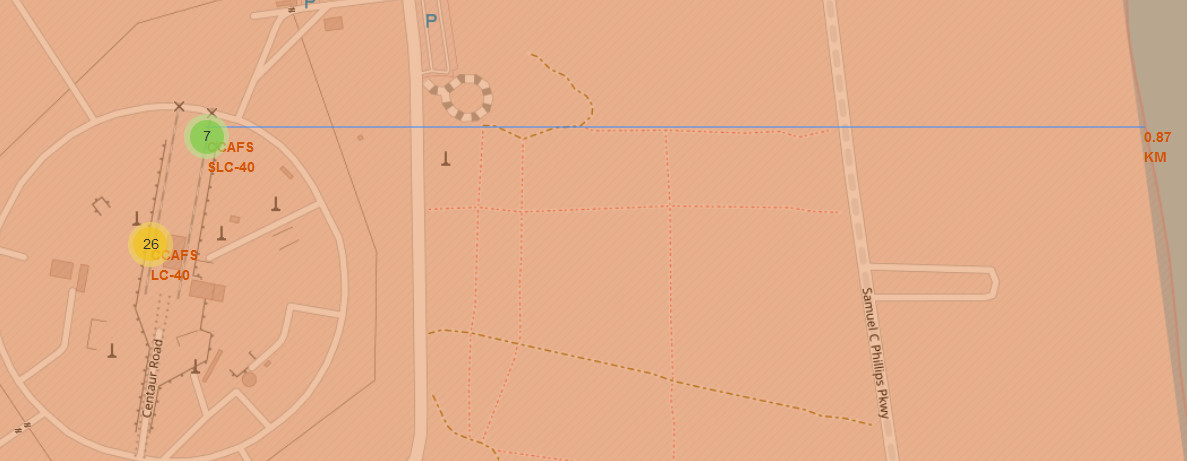 P
P
7
CCAFS
SLC-40
0.87
KM
26
CCAFS
LC-40
Samuel C Phillips Pkwy
Centaur Road